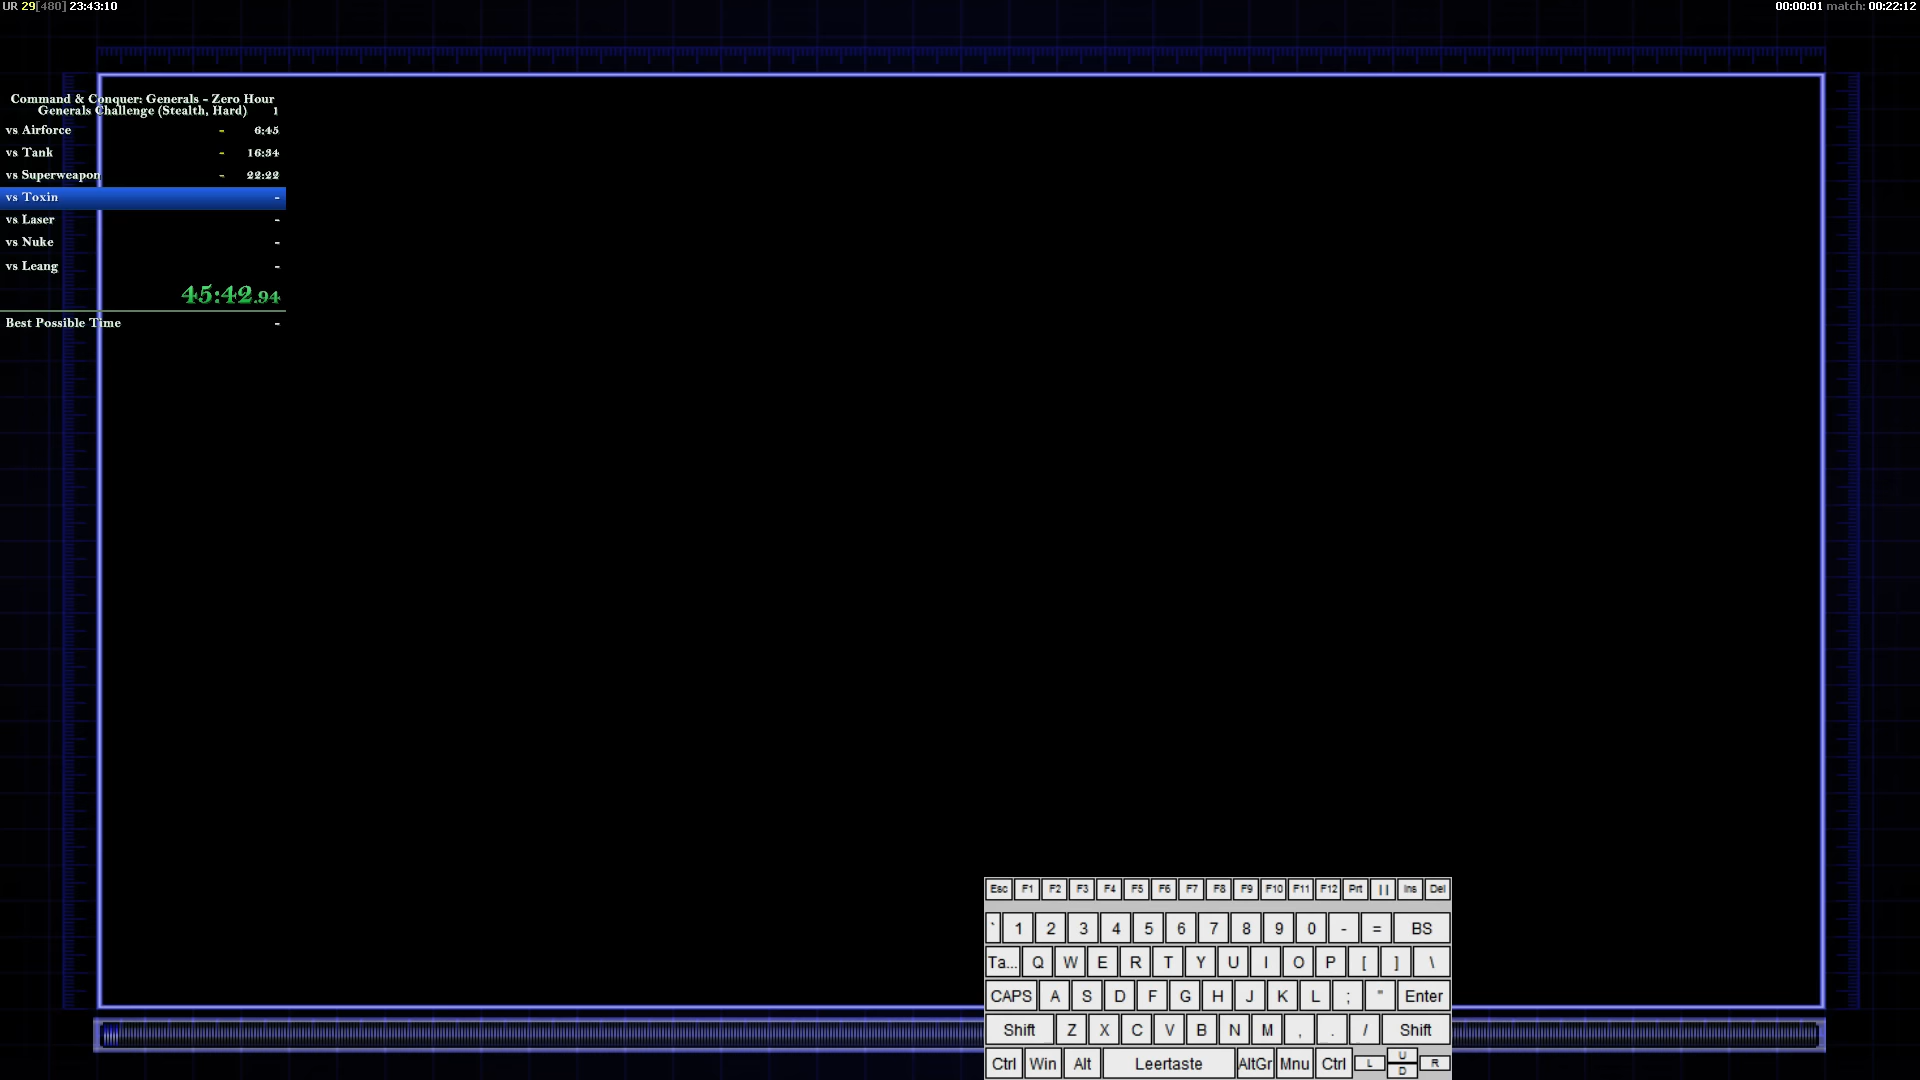 UR 29[480] 23:43:10
00:00:01 match: 00:22:12
Command & Conquer: Generals - Zero Hour
Generals Challenge (Stealth, Hard) 1
vs Airforce - 6:45
vs Tank - 16:34
vs Superweapon - 22:22
vs Toxin -
vs Laser -
vs Nuke -
vs Leang -
45:42.94
Best Possible Time -
Esc F1 F2 F3 F4 F5 F6 F7 F8 F9 F10 F11 F12 Prt || Ins Del
` 1 2 3 4 5 6 7 8 9 0 - = BS
Ta... Q W E R T Y U I O P [ ] \
CAPS A S D F G H J K L ; " Enter
Shift Z X C V B N M , . / Shift
Ctrl Win Alt Leertaste AltGr Mnu Ctrl L U D R